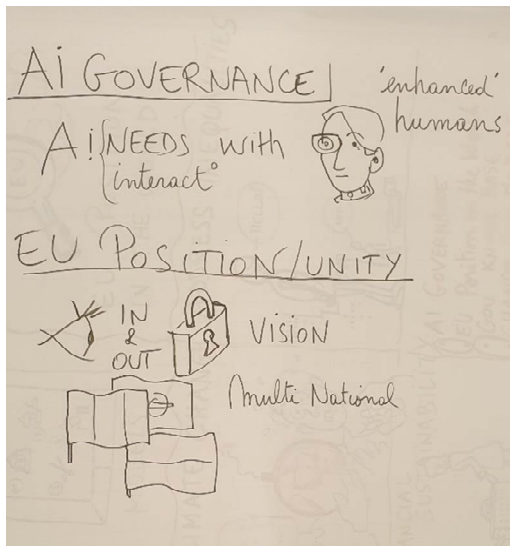 Ai GOVERNANCE
'enhanced'
humans
Ai { NEEDS with
interact°
EU POSITION/UNITY
IN
&
OUT
VISION
Multi National